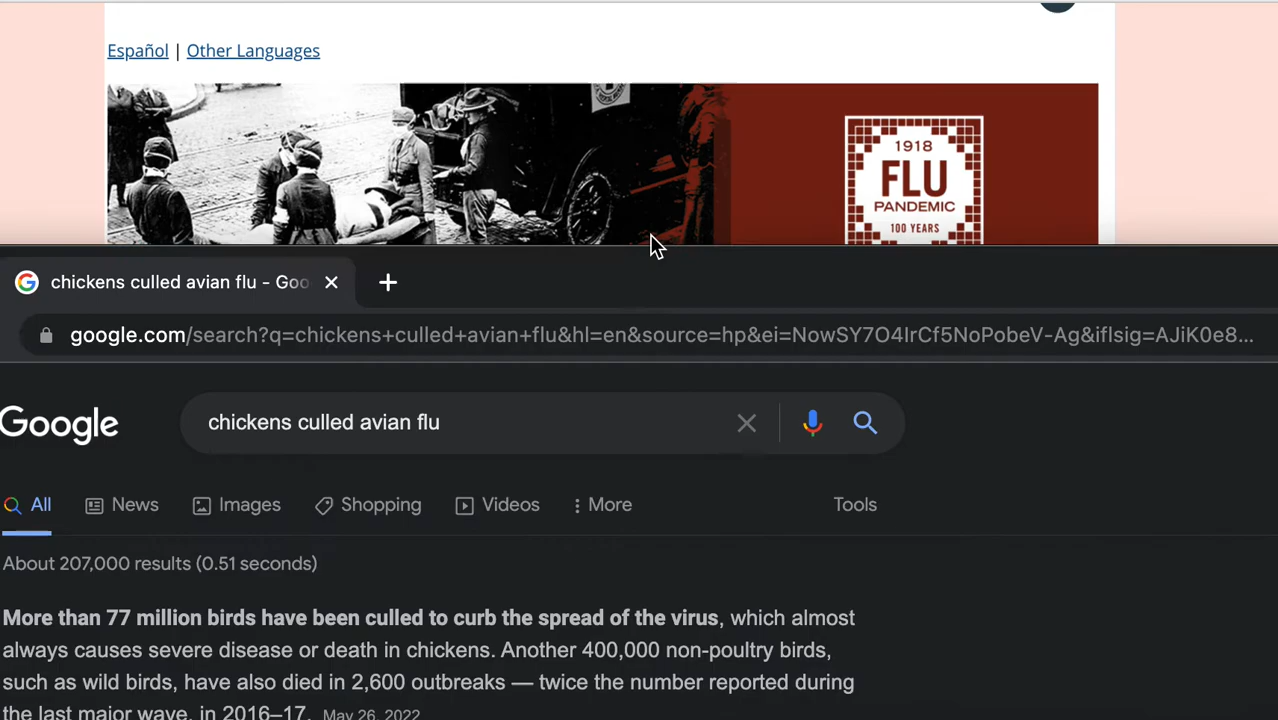 Español | Other Languages
1918
FLU
PANDEMIC
100 YEARS
chickens culled avian flu - Goo
google.com/search?q=chickens+culled+avian+flu&hl=en&source=hp&ei=NowSY7O4IrCf5NoPobeV-Ag&iflsig=AJiK0e8...
Google
chickens culled avian flu
All News Images Shopping Videos More Tools
About 207,000 results (0.51 seconds)
More than 77 million birds have been culled to curb the spread of the virus, which almost
always causes severe disease or death in chickens. Another 400,000 non-poultry birds,
such as wild birds, have also died in 2,600 outbreaks — twice the number reported during
the last major wave, in 2016–17. May 26, 2022